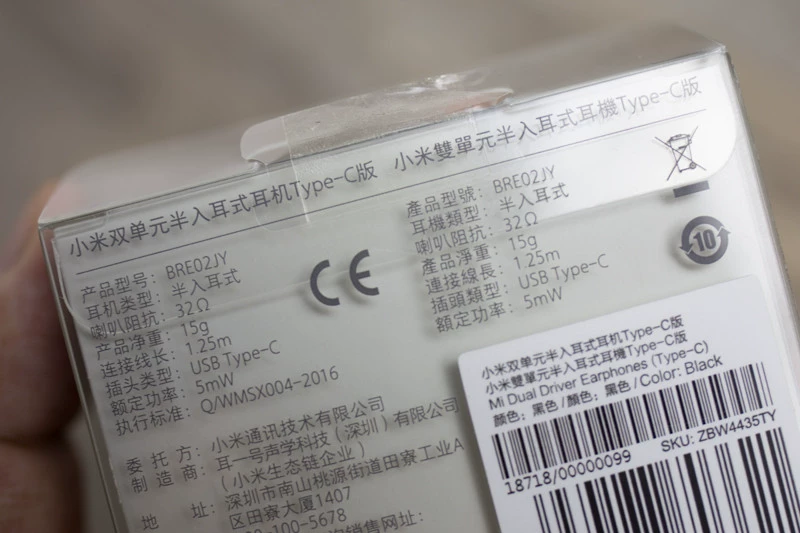 小米双单元半入耳式耳机Type-C版
小米雙單元半入耳式耳機Type-C版
产品型号：BRE02JY
耳机类型：半入耳式
喇叭阻抗：32Ω
产品净重：15g
连接线长：1.25m
插头类型：USB Type-C
额定功率：5mW
执行标准：Q/WMSX004-2016
CE
產品型號：BRE02JY
耳機類型：半入耳式
喇叭阻抗：32Ω
產品淨重：15g
連接線長：1.25m
插頭類型：USB Type-C
額定功率：5mW
10
委托方：小米通讯技术有限公司
制造商：耳一号声学科技（深圳）有限公司
（小米生态链企业）
地址：深圳市南山桃源街道田寮工业A
区田寮大厦1407
-100-5678
销售网址：
小米双单元半入耳式耳机Type-C版
小米雙單元半入耳式耳機Type-C版
Mi Dual Driver Earphones (Type-C)
颜色：黑色/顏色：黑色/Color: Black
18718/00000099
SKU: ZBW4435TY